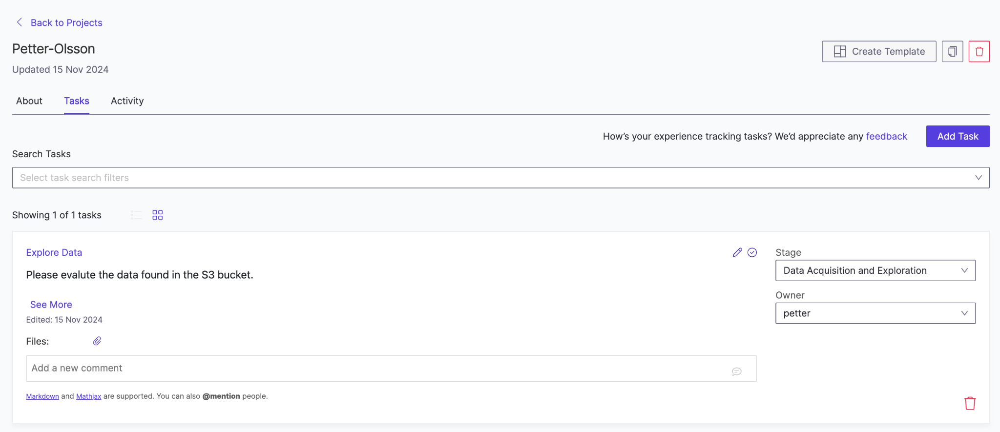 Back to Projects
Petter-Olsson
Create Template
Updated 15 Nov 2024
About Tasks Activity
How's your experience tracking tasks? We'd appreciate any feedback Add Task
Search Tasks
Select task search filters
Showing 1 of 1 tasks
Explore Data
Please evalute the data found in the S3 bucket.
See More
Edited: 15 Nov 2024
Files:
Add a new comment
Markdown and Mathjax are supported. You can also @mention people.
Stage
Data Acquisition and Exploration
Owner
petter